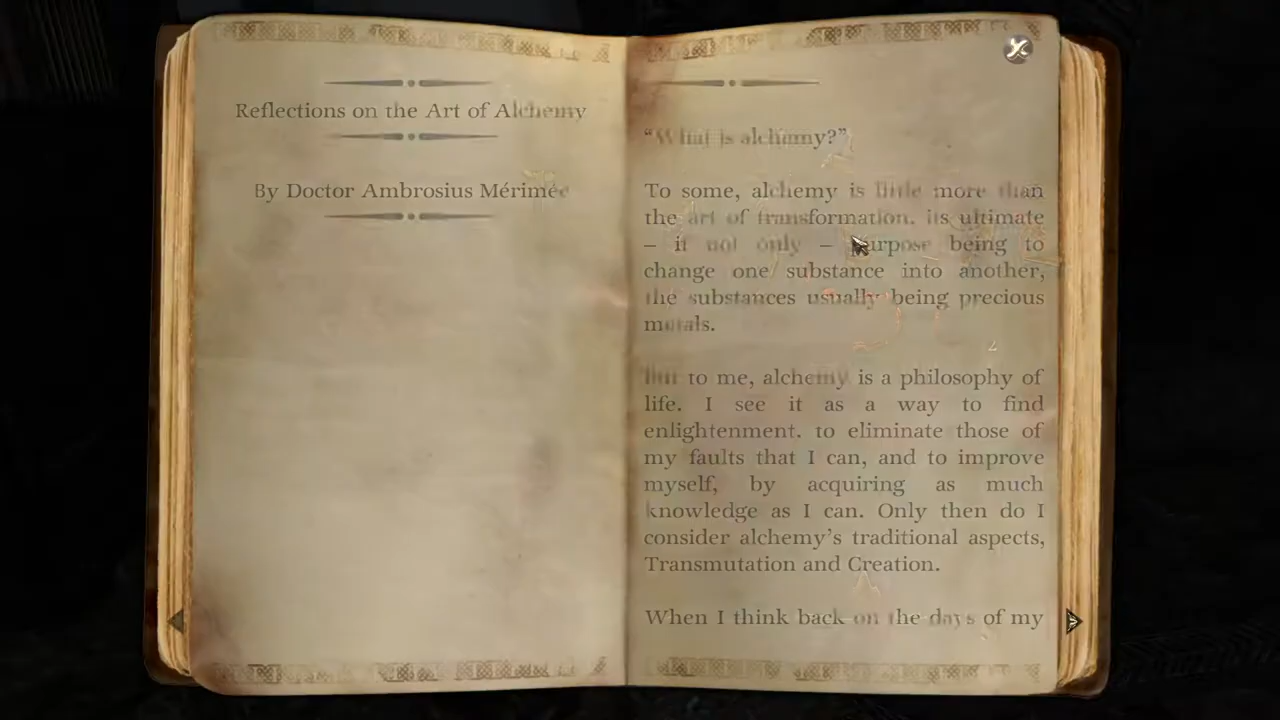 Reflections on the Art of Alchemy
By Doctor Ambrosius Mérimée
“What is alchemy?”
To some, alchemy is little more than
the art of transformation. its ultimate
– if not only – purpose being to
change one substance into another,
the substances usually being precious
metals.
2
But to me, alchemy is a philosophy of
life. I see it as a way to find
enlightenment. to eliminate those of
my faults that I can, and to improve
myself, by acquiring as much
knowledge as I can. Only then do I
consider alchemy’s traditional aspects,
Transmutation and Creation.
When I think back on the days of my